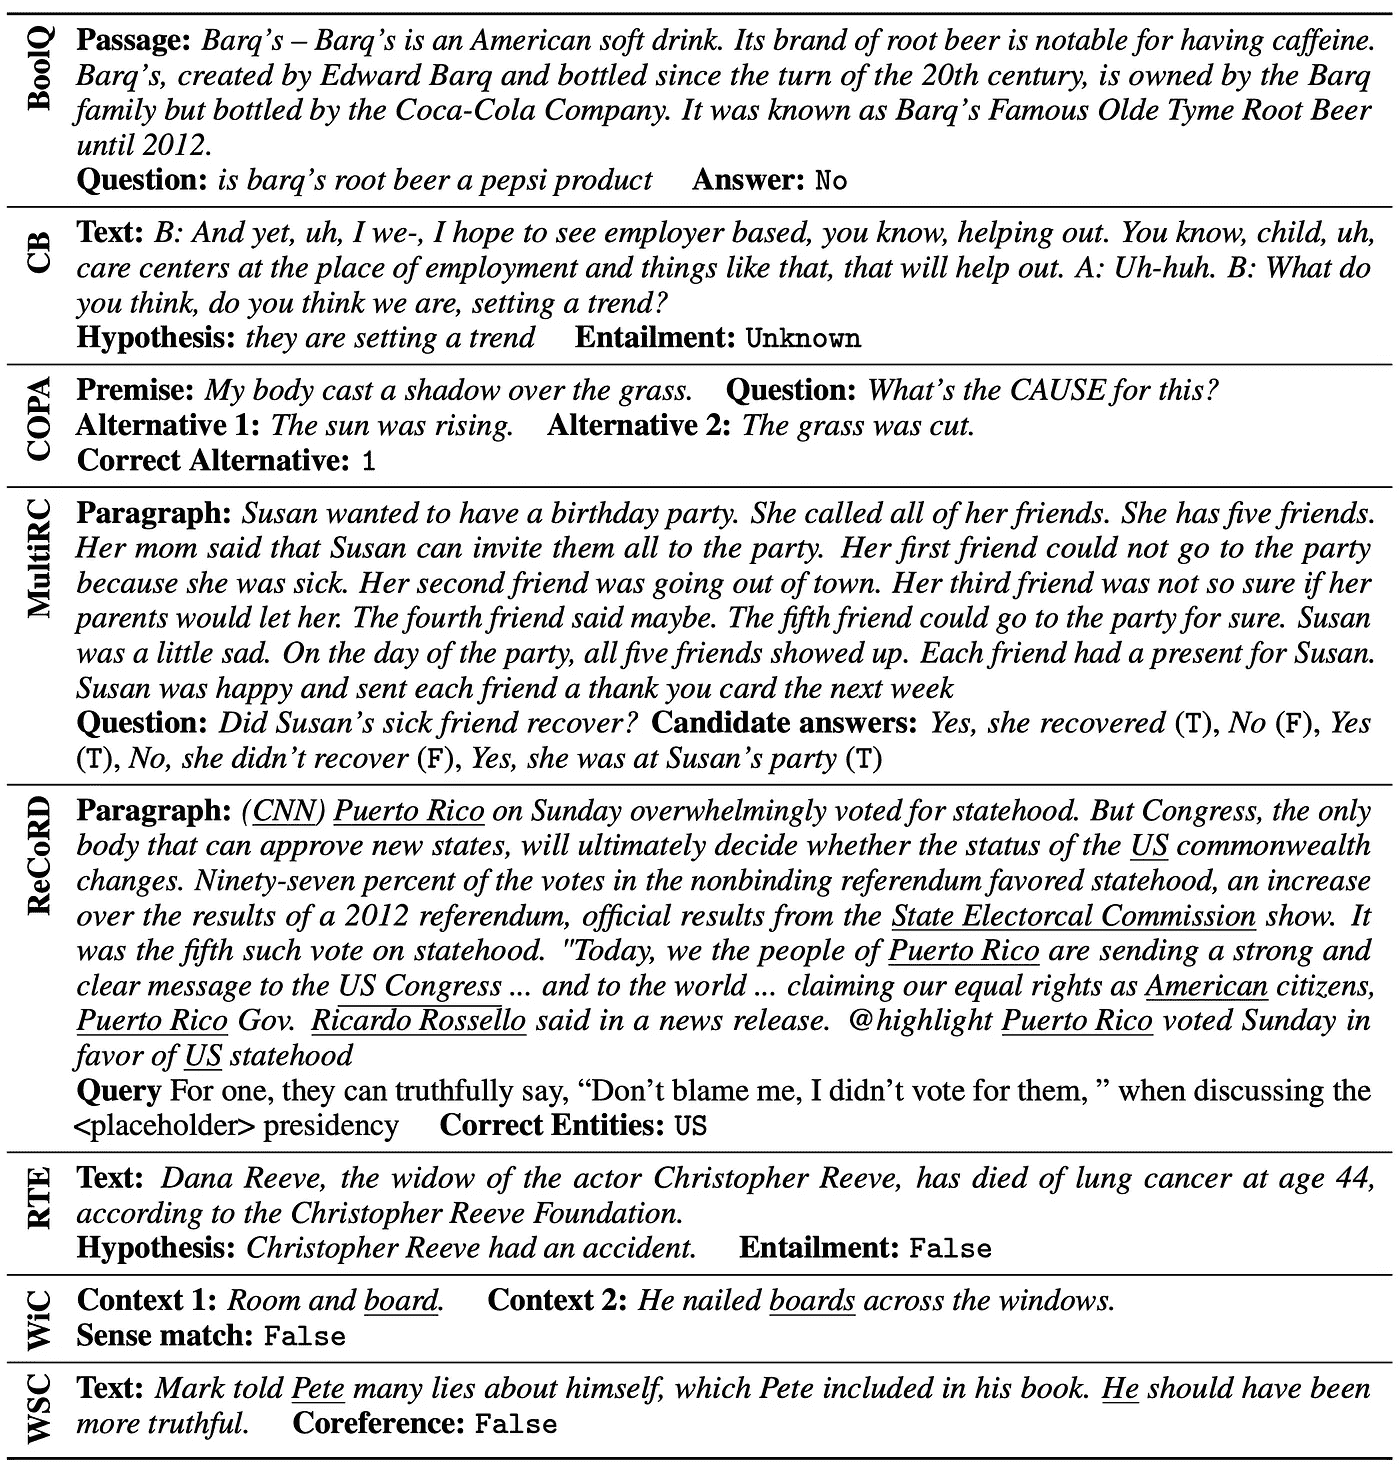 BoolQ
Passage: Barq's – Barq's is an American soft drink. Its brand of root beer is notable for having caffeine.
Barq's, created by Edward Barq and bottled since the turn of the 20th century, is owned by the Barq
family but bottled by the Coca-Cola Company. It was known as Barq's Famous Olde Tyme Root Beer
until 2012.
Question: is barq's root beer a pepsi product Answer: No
CB
Text: B: And yet, uh, I we-, I hope to see employer based, you know, helping out. You know, child, uh,
care centers at the place of employment and things like that, that will help out. A: Uh-huh. B: What do
you think, do you think we are, setting a trend?
Hypothesis: they are setting a trend Entailment: Unknown
COPA
Premise: My body cast a shadow over the grass. Question: What's the CAUSE for this?
Alternative 1: The sun was rising. Alternative 2: The grass was cut.
Correct Alternative: 1
MultiRC
Paragraph: Susan wanted to have a birthday party. She called all of her friends. She has five friends.
Her mom said that Susan can invite them all to the party. Her first friend could not go to the party
because she was sick. Her second friend was going out of town. Her third friend was not so sure if her
parents would let her. The fourth friend said maybe. The fifth friend could go to the party for sure. Susan
was a little sad. On the day of the party, all five friends showed up. Each friend had a present for Susan.
Susan was happy and sent each friend a thank you card the next week
Question: Did Susan's sick friend recover? Candidate answers: Yes, she recovered (T), No (F), Yes
(T), No, she didn't recover (F), Yes, she was at Susan's party (T)
ReCoRD
Paragraph: (CNN) Puerto Rico on Sunday overwhelmingly voted for statehood. But Congress, the only
body that can approve new states, will ultimately decide whether the status of the US commonwealth
changes. Ninety-seven percent of the votes in the nonbinding referendum favored statehood, an increase
over the results of a 2012 referendum, official results from the State Electorcal Commission show. It
was the fifth such vote on statehood. "Today, we the people of Puerto Rico are sending a strong and
clear message to the US Congress ... and to the world ... claiming our equal rights as American citizens,
Puerto Rico Gov. Ricardo Rossello said in a news release. @highlight Puerto Rico voted Sunday in
favor of US statehood
Query For one, they can truthfully say, “Don't blame me, I didn't vote for them, ” when discussing the
<placeholder> presidency Correct Entities: US
RTE
Text: Dana Reeve, the widow of the actor Christopher Reeve, has died of lung cancer at age 44,
according to the Christopher Reeve Foundation.
Hypothesis: Christopher Reeve had an accident. Entailment: False
WiC
Context 1: Room and board. Context 2: He nailed boards across the windows.
Sense match: False
WSC
Text: Mark told Pete many lies about himself, which Pete included in his book. He should have been
more truthful. Coreference: False